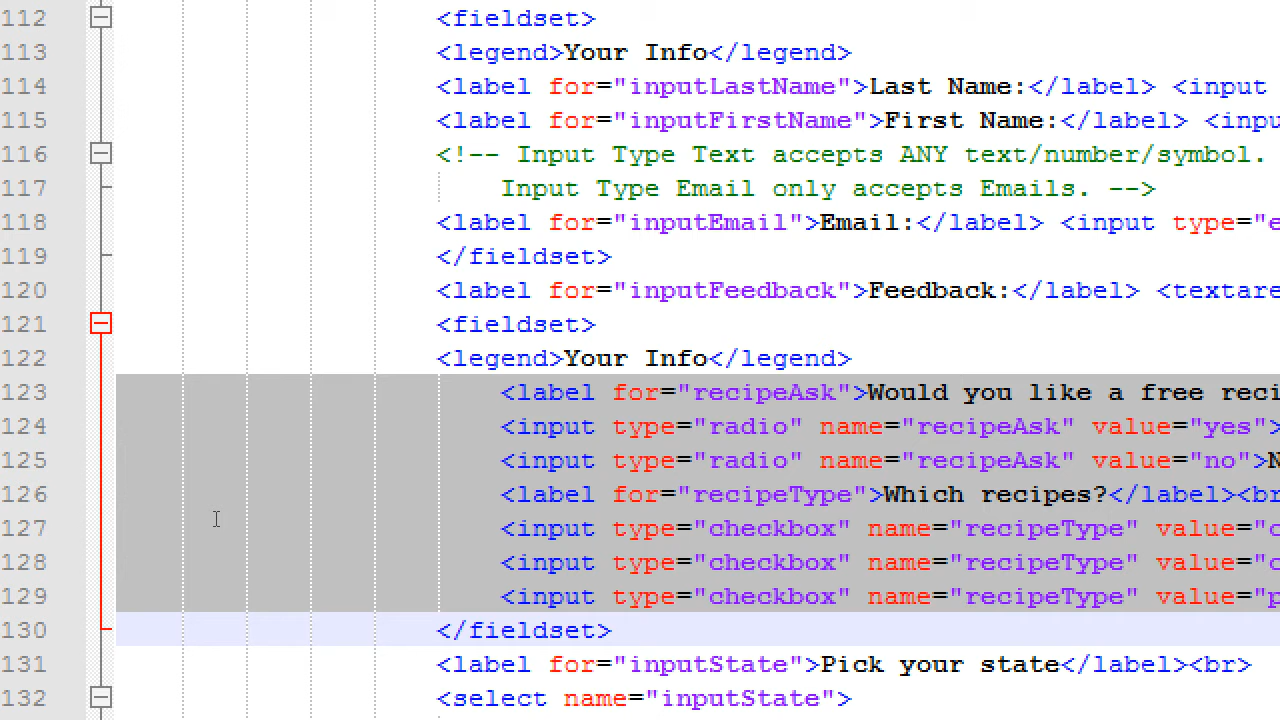 112 <fieldset>
113 <legend>Your Info</legend>
114 <label for="inputLastName">Last Name:</label> <input
115 <label for="inputFirstName">First Name:</label> <inpu
116 <!-- Input Type Text accepts ANY text/number/symbol.
117 Input Type Email only accepts Emails. -->
118 <label for="inputEmail">Email:</label> <input type="e
119 </fieldset>
120 <label for="inputFeedback">Feedback:</label> <textare
121 <fieldset>
122 <legend>Your Info</legend>
123 <label for="recipeAsk">Would you like a free reci
124 <input type="radio" name="recipeAsk" value="yes">
125 <input type="radio" name="recipeAsk" value="no">N
126 <label for="recipeType">Which recipes?</label><br
127 <input type="checkbox" name="recipeType" value="c
128 <input type="checkbox" name="recipeType" value="c
129 <input type="checkbox" name="recipeType" value="p
130 </fieldset>
131 <label for="inputState">Pick your state</label><br>
132 <select name="inputState">